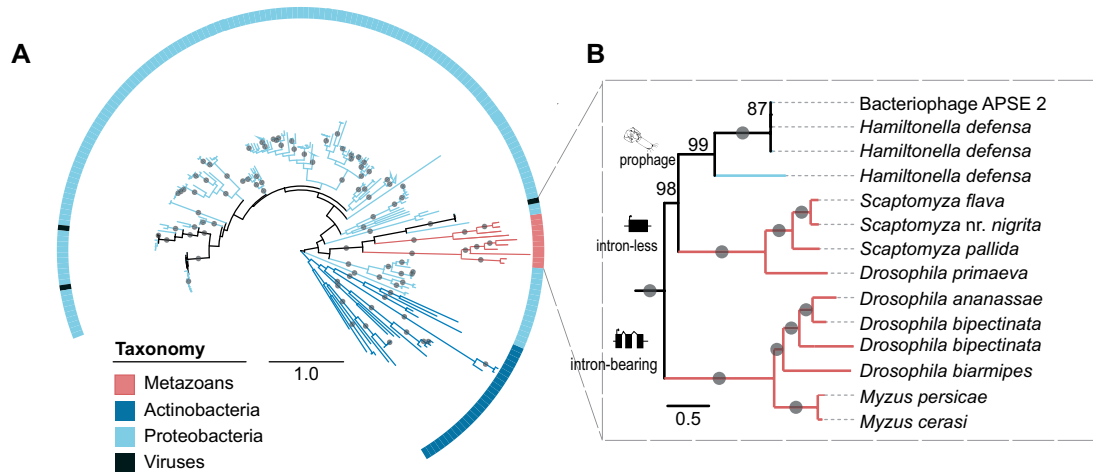 A
1.0
Taxonomy
Metazoans
Actinobacteria
Proteobacteria
Viruses
B
87
99
98
prophage
intron-less
intron-bearing
0.5
Bacteriophage APSE 2
Hamiltonella defensa
Hamiltonella defensa
Hamiltonella defensa
Scaptomyza flava
Scaptomyza nr. nigrita
Scaptomyza pallida
Drosophila primaeva
Drosophila ananassae
Drosophila bipectinata
Drosophila bipectinata
Drosophila biarmipes
Myzus persicae
Myzus cerasi